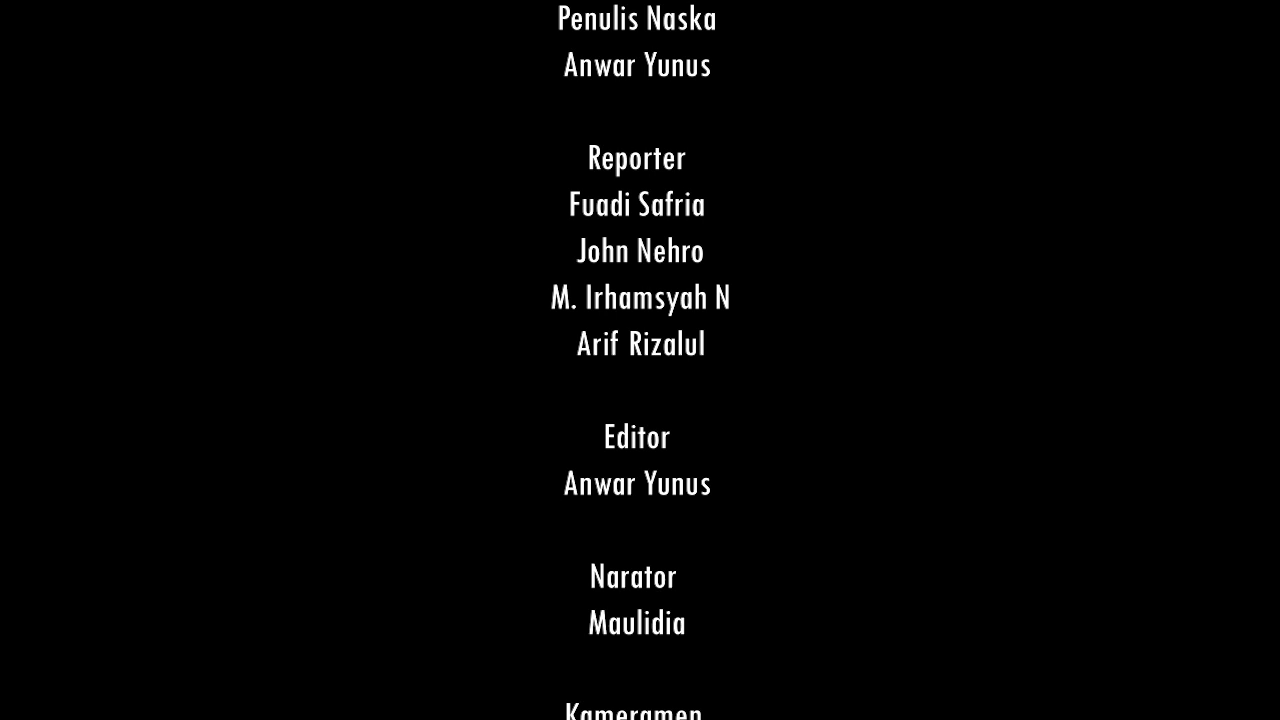 Penulis Naska
Anwar Yunus
Reporter
Fuadi Safria
John Nehro
M. Irhamsyah N
Arif Rizalul
Editor
Anwar Yunus
Narator
Maulidia
Kameramen